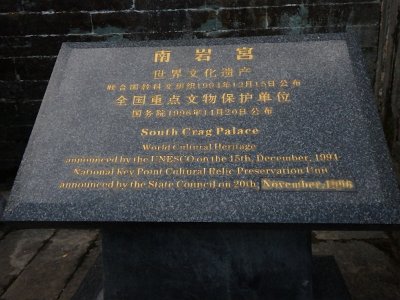 南岩宫
世界文化遗产
联合国教科文组织1994年12月15日公布
全国重点文物保护单位
国务院1996年11月20日公布
South Crag Palace
World Cultural Heritage
announced by the UNESCO on the 15th, December, 1994
National Key Point Cultural Relic Preservation Unit
announced by the State Council on 20th, November, 1996